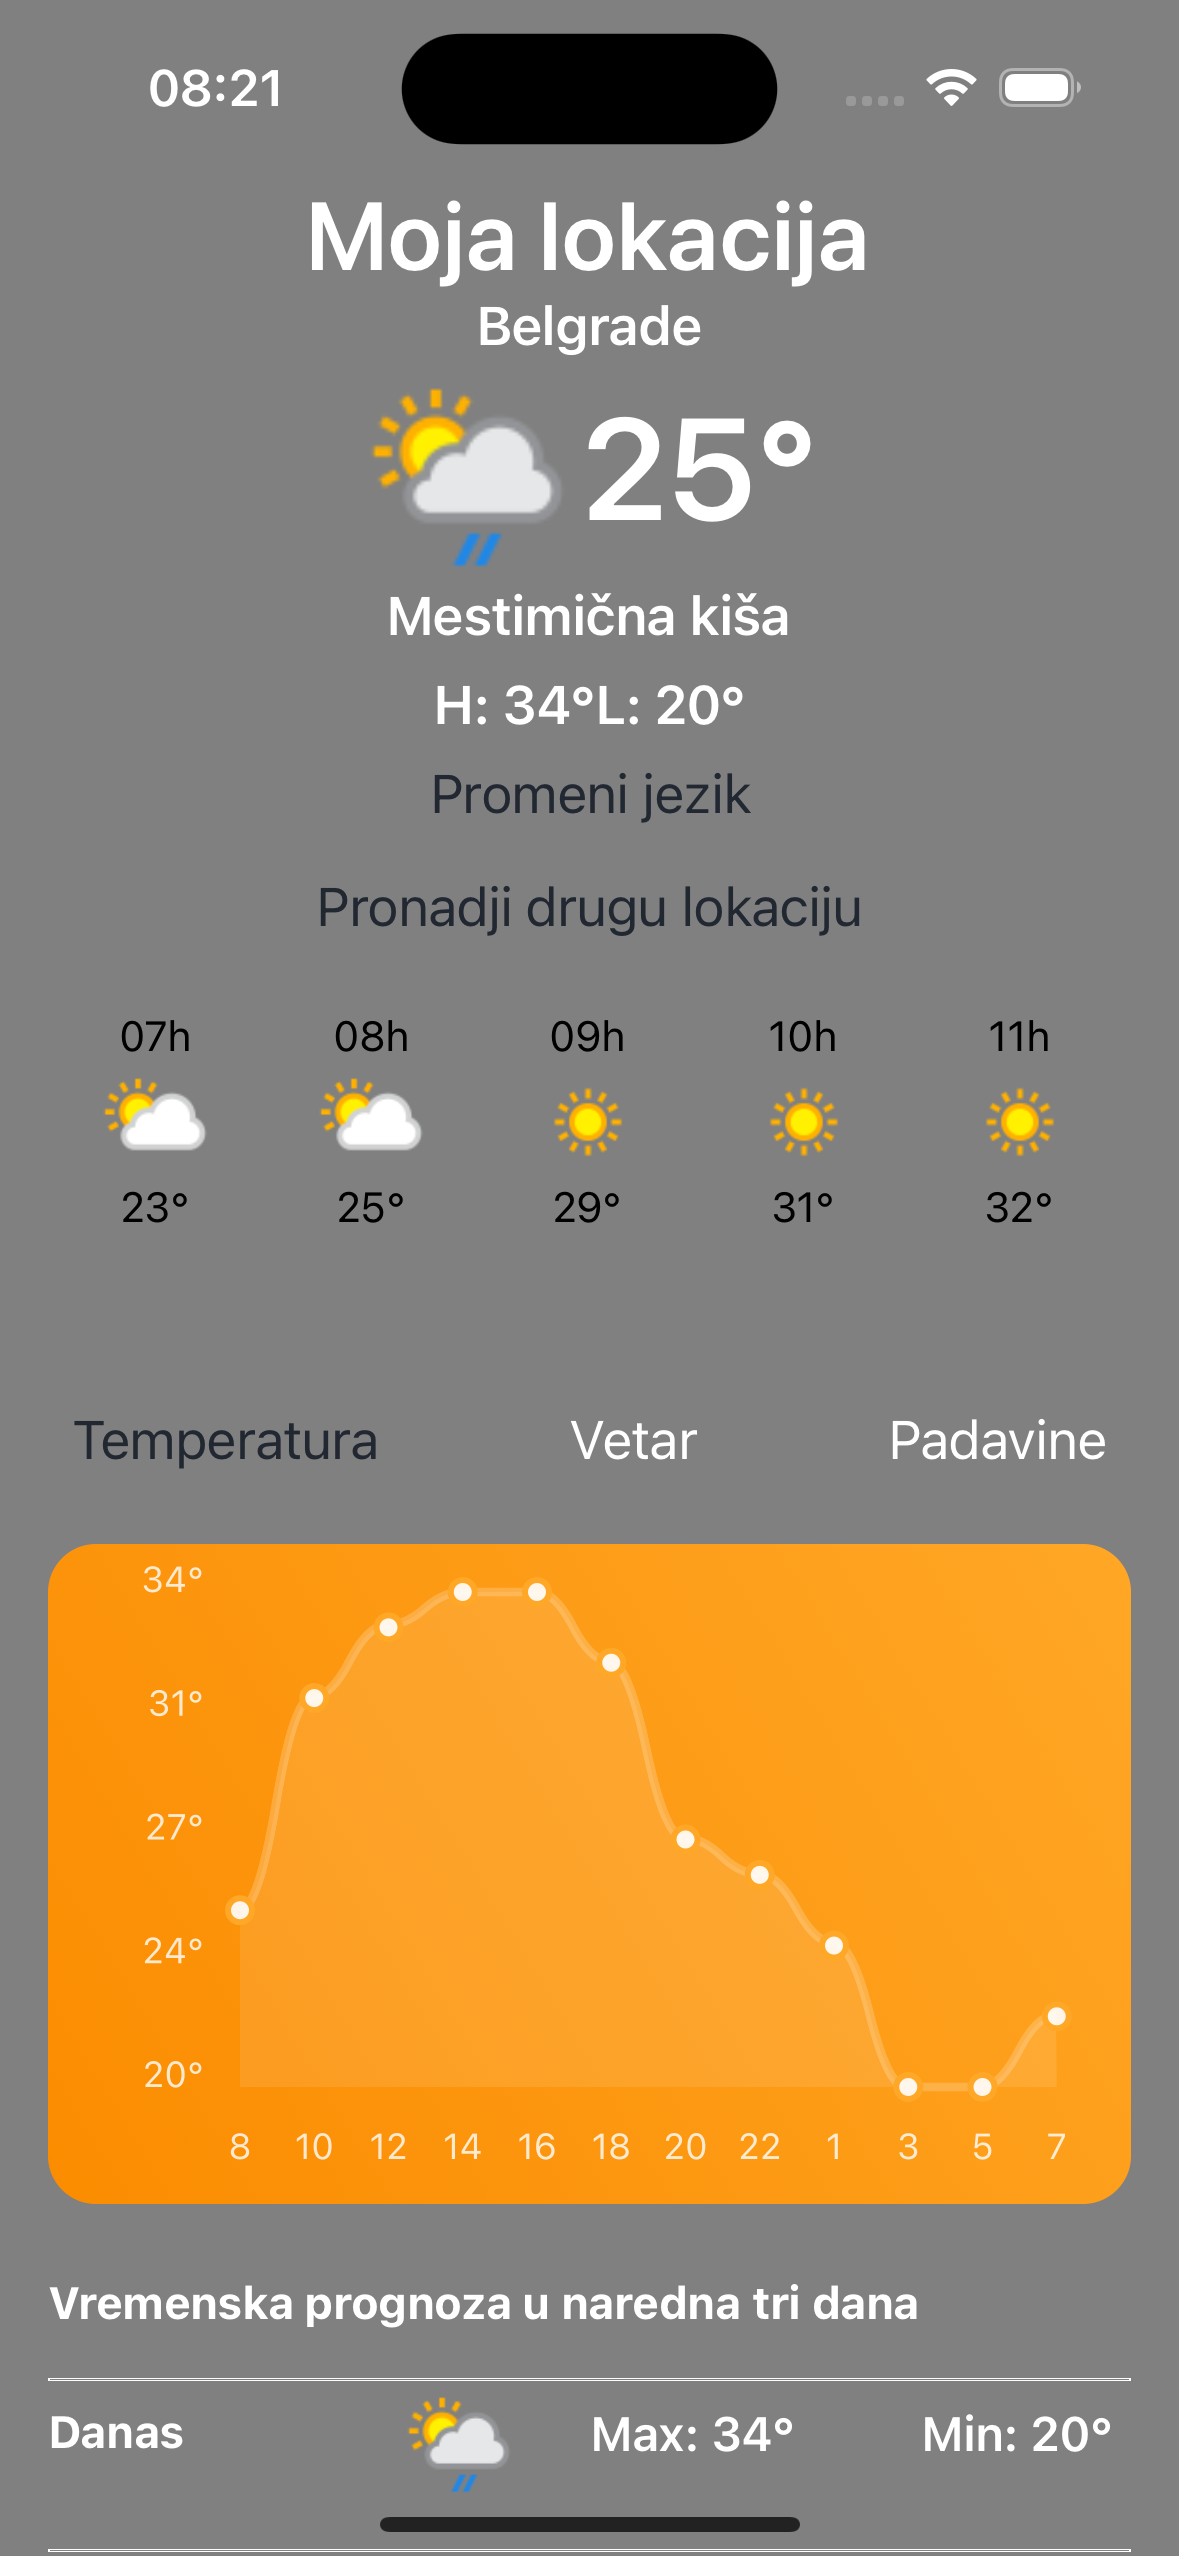 08:21
Moja lokacija
Belgrade
25°
Mestimična kiša
H: 34°L: 20°
Promeni jezik
Pronadji drugu lokaciju
07h 08h 09h 10h 11h
23° 25° 29° 31° 32°
Temperatura Vetar Padavine
34°
31°
27°
24°
20°
8 10 12 14 16 18 20 22 1 3 5 7
Vremenska prognoza u naredna tri dana
Danas Max: 34° Min: 20°